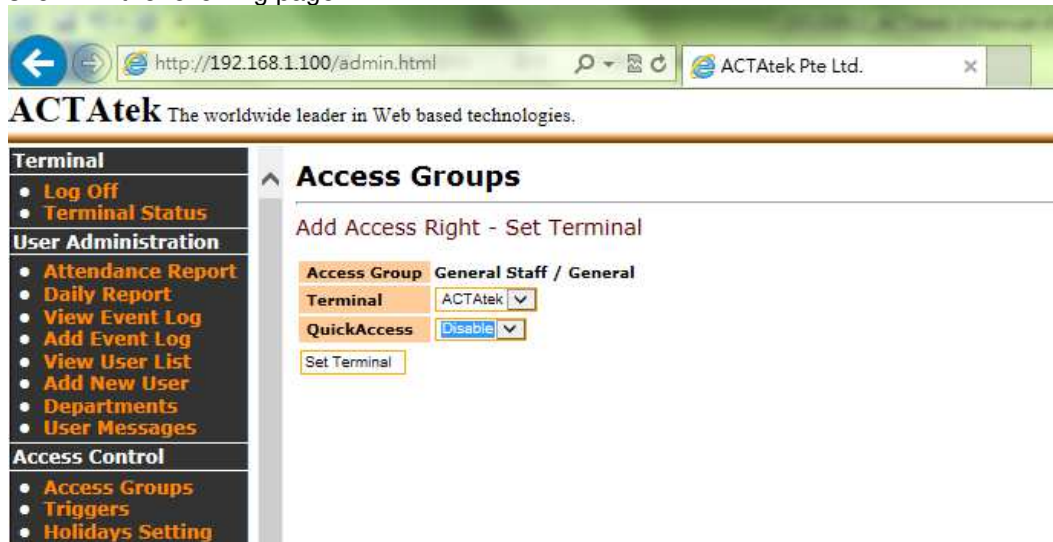 http://192.168.1.100/admin.html
ACTAtek Pte Ltd.
ACTAtek The worldwide leader in Web based technologies.
Terminal
Log Off
Terminal Status
User Administration
Attendance Report
Daily Report
View Event Log
Add Event Log
View User List
Add New User
Departments
User Messages
Access Control
Access Groups
Triggers
Holidays Setting
Access Groups
Add Access Right - Set Terminal
Access Group General Staff / General
Terminal ACTAtek
QuickAccess Disable
Set Terminal